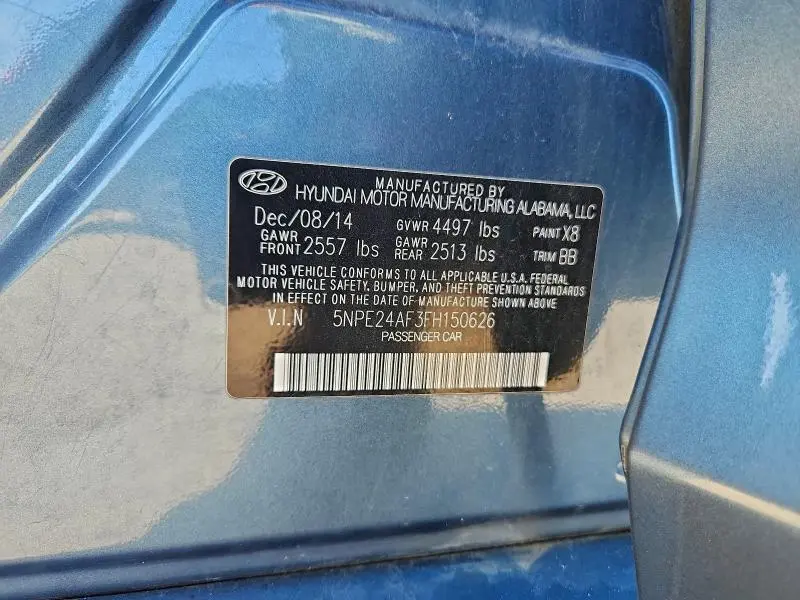 MANUFACTURED BY
HYUNDAI MOTOR MANUFACTURING ALABAMA, LLC
Dec/08/14 GVWR 4497 lbs PAINT X8
GAWR FRONT 2557 lbs GAWR REAR 2513 lbs TRIM BB
THIS VEHICLE CONFORMS TO ALL APPLICABLE U.S.A. FEDERAL
MOTOR VEHICLE SAFETY, BUMPER, AND THEFT PREVENTION STANDARDS
IN EFFECT ON THE DATE OF MANUFACTURE SHOWN ABOVE
V.I.N 5NPE24AF3FH150626
PASSENGER CAR